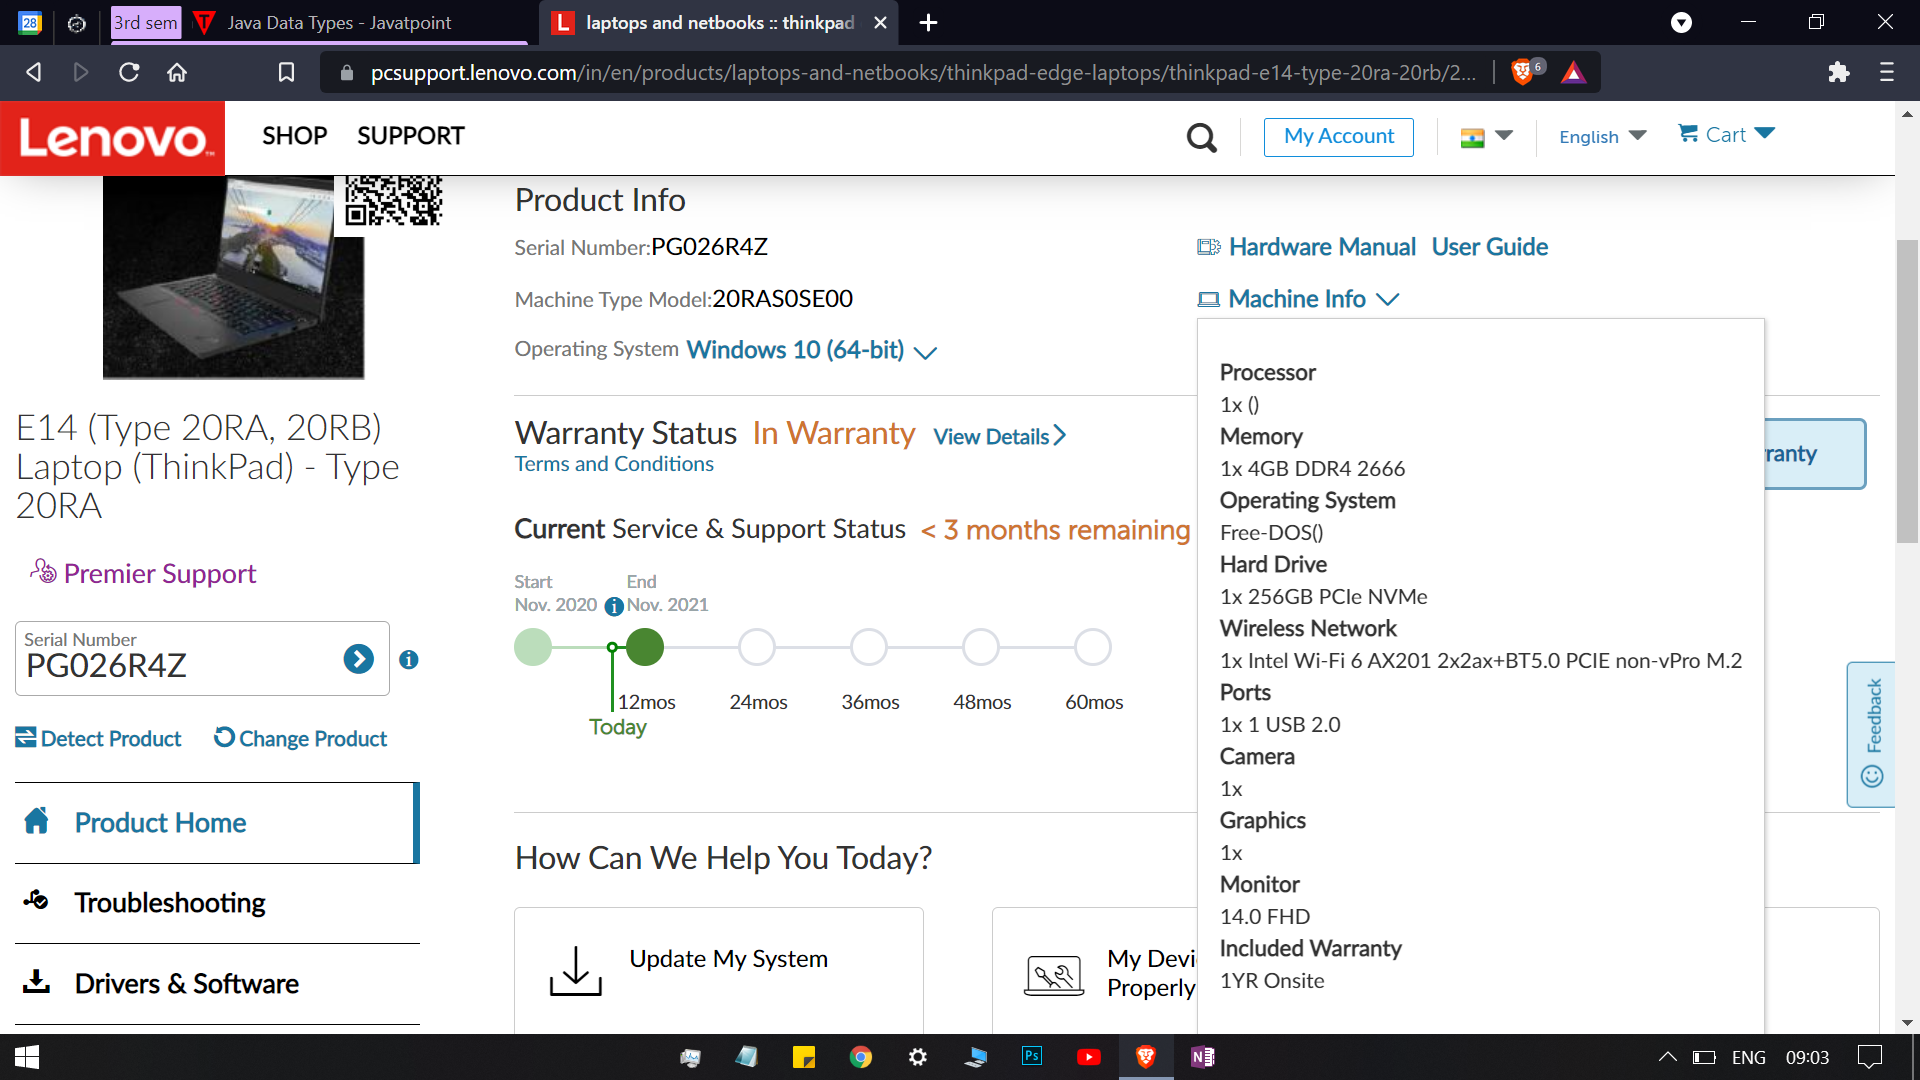 28
3rd sem
Java Data Types - Javatpoint
laptops and netbooks :: thinkpad
pcsupport.lenovo.com/in/en/products/laptops-and-netbooks/thinkpad-edge-laptops/thinkpad-e14-type-20ra-20rb/2...
6
Lenovo
SHOP
SUPPORT
My Account
English
Cart
Product Info
Serial Number:PG026R4Z
Machine Type Model:20RAS0SE00
Operating System Windows 10 (64-bit)
Hardware Manual
User Guide
Machine Info
Processor
1x ()
Memory
1x 4GB DDR4 2666
Operating System
Free-DOS()
Hard Drive
1x 256GB PCIe NVMe
Wireless Network
1x Intel Wi-Fi 6 AX201 2x2ax+BT5.0 PCIE non-vPro M.2
Ports
1x 1 USB 2.0
Camera
1x
Graphics
1x
Monitor
14.0 FHD
Included Warranty
1YR Onsite
ranty
E14 (Type 20RA, 20RB)
Laptop (ThinkPad) - Type
20RA
Premier Support
Serial Number
PG026R4Z
Detect Product
Change Product
Product Home
Troubleshooting
Drivers & Software
Warranty Status In Warranty View Details
Terms and Conditions
Current Service & Support Status < 3 months remaining
Start
Nov. 2020
End
Nov. 2021
12mos
24mos
36mos
48mos
60mos
Today
How Can We Help You Today?
Update My System
My Devi
Properly
Feedback
Ps
N
ENG
09:03